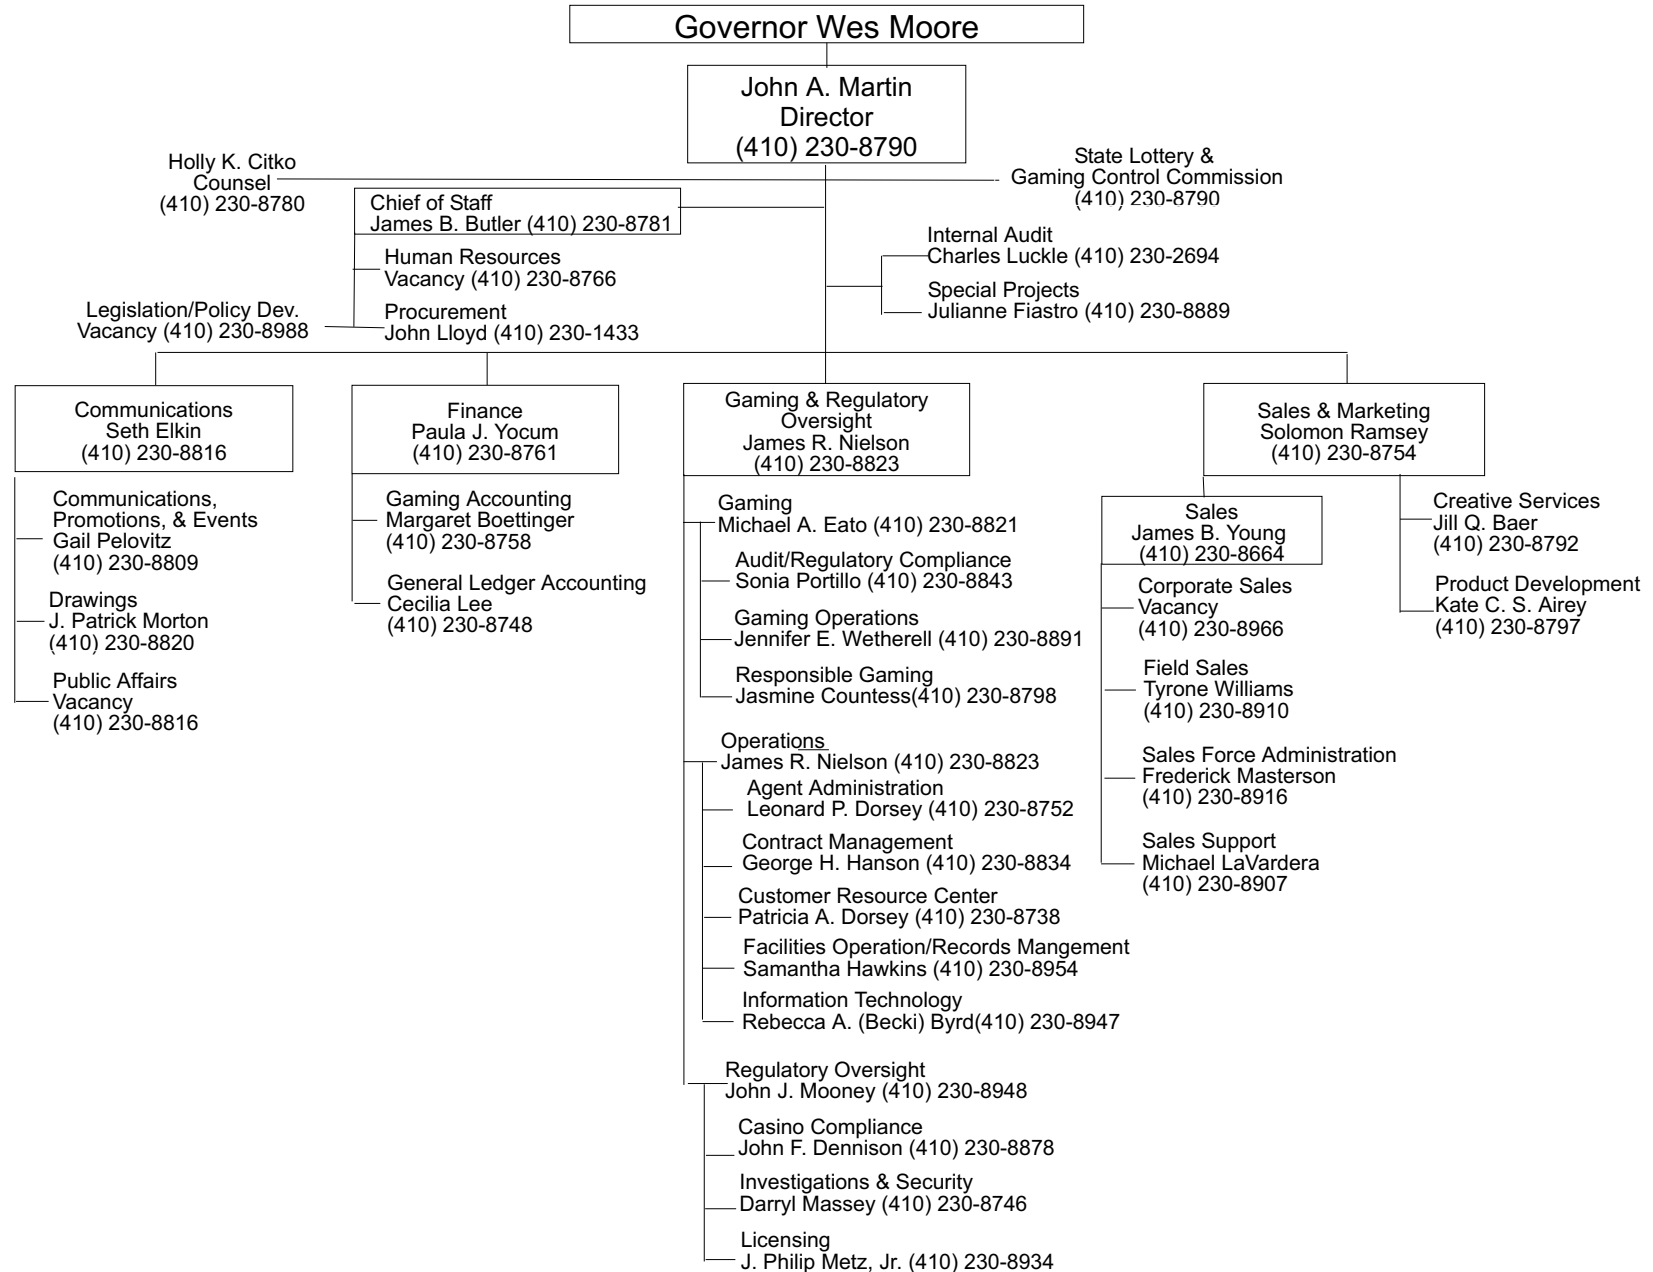 Governor Wes Moore
John A. Martin
Director
(410) 230-8790
Holly K. Citko
Counsel
(410) 230-8780
State Lottery &
Gaming Control Commission
(410) 230-8790
Chief of Staff
James B. Butler (410) 230-8781
Human Resources
Vacancy (410) 230-8766
Legislation/Policy Dev.
Vacancy (410) 230-8988
Procurement
John Lloyd (410) 230-1433
Internal Audit
Charles Luckle (410) 230-2694
Special Projects
Julianne Fiastro (410) 230-8889
Communications
Seth Elkin
(410) 230-8816
Communications,
Promotions, & Events
Gail Pelovitz
(410) 230-8809
Drawings
J. Patrick Morton
(410) 230-8820
Public Affairs
Vacancy
(410) 230-8816
Finance
Paula J. Yocum
(410) 230-8761
Gaming Accounting
Margaret Boettinger
(410) 230-8758
General Ledger Accounting
Cecilia Lee
(410) 230-8748
Gaming & Regulatory
Oversight
James R. Nielson
(410) 230-8823
Gaming
Michael A. Eato (410) 230-8821
Audit/Regulatory Compliance
Sonia Portillo (410) 230-8843
Gaming Operations
Jennifer E. Wetherell (410) 230-8891
Responsible Gaming
Jasmine Countess(410) 230-8798
Operations
James R. Nielson (410) 230-8823
Agent Administration
Leonard P. Dorsey (410) 230-8752
Contract Management
George H. Hanson (410) 230-8834
Customer Resource Center
Patricia A. Dorsey (410) 230-8738
Facilities Operation/Records Mangement
Samantha Hawkins (410) 230-8954
Information Technology
Rebecca A. (Becki) Byrd(410) 230-8947
Regulatory Oversight
John J. Mooney (410) 230-8948
Casino Compliance
John F. Dennison (410) 230-8878
Investigations & Security
Darryl Massey (410) 230-8746
Licensing
J. Philip Metz, Jr. (410) 230-8934
Sales & Marketing
Solomon Ramsey
(410) 230-8754
Sales
James B. Young
(410) 230-8664
Corporate Sales
Vacancy
(410) 230-8966
Field Sales
Tyrone Williams
(410) 230-8910
Sales Force Administration
Frederick Masterson
(410) 230-8916
Sales Support
Michael LaVardera
(410) 230-8907
Creative Services
Jill Q. Baer
(410) 230-8792
Product Development
Kate C. S. Airey
(410) 230-8797